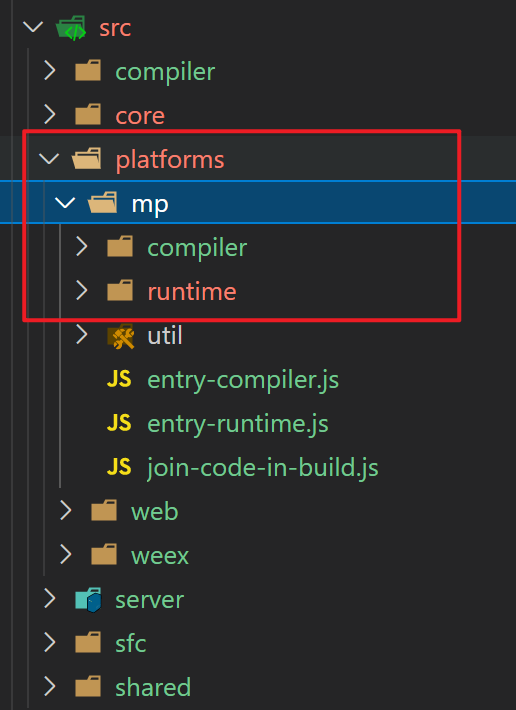 src
compiler
core
platforms
mp
compiler
runtime
util
JS entry-compiler.js
JS entry-runtime.js
JS join-code-in-build.js
web
weex
server
sfc
shared